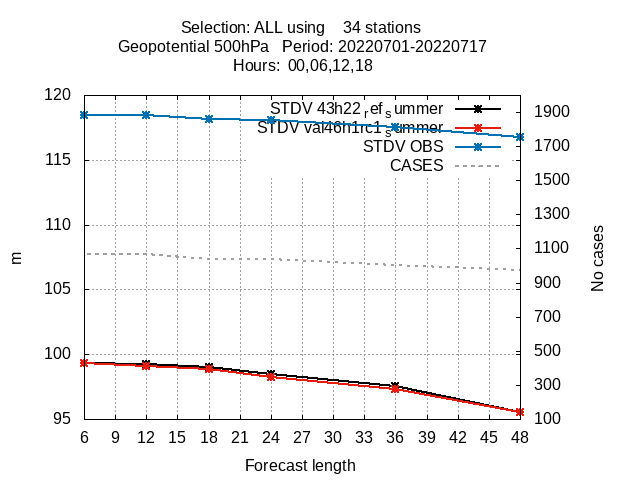 Selection: ALL using    34 stations
Geopotential 500hPa   Period: 20220701-20220717
Hours:  00,06,12,18
STDV 43h22_ref_summer
STDV val46h1rc1_summer
STDV OBS
CASES
120
115
110
105
100
95
m
1900
1700
1500
1300
1100
900
700
500
300
100
No cases
6 9 12 15 18 21 24 27 30 33 36 39 42 45 48
Forecast length